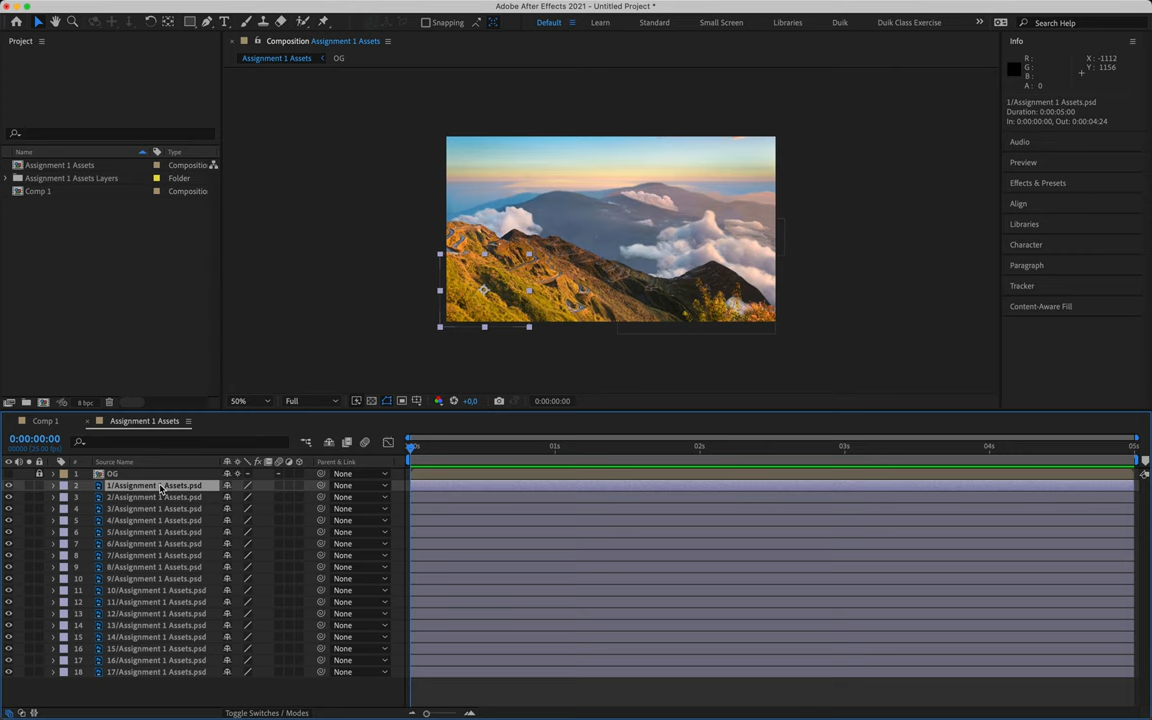 Adobe After Effects 2021 - Untitled Project *
Snapping
Default
Learn
Standard
Small Screen
Libraries
Duik
Duik Class Exercise
Search Help
Project
Composition Assignment 1 Assets
Assignment 1 Assets
OG
Info
R :
G :
B :
A : 0
X : -1112
Y : 1156
1/Assignment 1 Assets.psd
Duration: 0:00:05:00
In: 0:00:00:00, Out: 0:00:04:24
Audio
Preview
Effects & Presets
Align
Libraries
Character
Paragraph
Tracker
Content-Aware Fill
Name
Type
Assignment 1 Assets
Compositio
Assignment 1 Assets Layers
Folder
Comp 1
Compositio
8 bpc
50%
Full
+0,0
0:00:00:00
Comp 1
Assignment 1 Assets
0:00:00:00
00000 (25.00 fps)
#
Source Name
Parent & Link
:00s
01s
02s
03s
04s
05s
1 OG None
2 1/Assignment 1 Assets.psd None
3 2/Assignment 1 Assets.psd None
4 3/Assignment 1 Assets.psd None
5 4/Assignment 1 Assets.psd None
6 5/Assignment 1 Assets.psd None
7 6/Assignment 1 Assets.psd None
8 7/Assignment 1 Assets.psd None
9 8/Assignment 1 Assets.psd None
10 9/Assignment 1 Assets.psd None
11 10/Assignment 1 Assets.psd None
12 11/Assignment 1 Assets.psd None
13 12/Assignment 1 Assets.psd None
14 13/Assignment 1 Assets.psd None
15 14/Assignment 1 Assets.psd None
16 15/Assignment 1 Assets.psd None
17 16/Assignment 1 Assets.psd None
18 17/Assignment 1 Assets.psd None
Toggle Switches / Modes